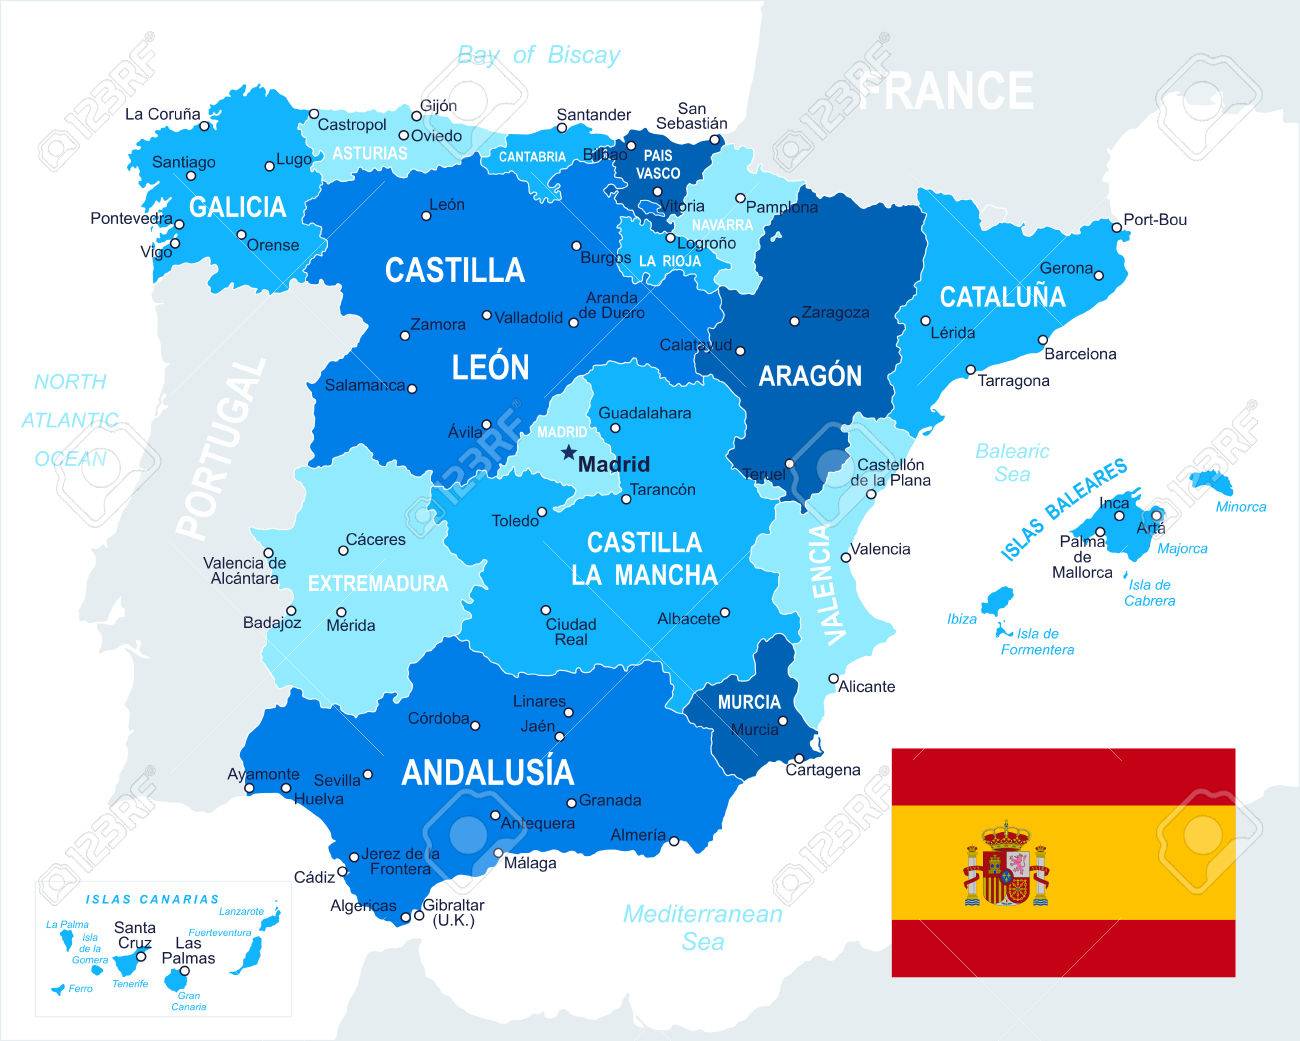 Bay of Biscay
FRANCE
La Coruña
Castropol
Gijón
Oviedo
ASTURIAS
Santander
CANTABRIA
Bilbao
San
Sebastián
PAIS
VASCO
Vitoria
Santiago
Lugo
GALICIA
Pontevedra
Vigo
Orense
León
Burgos
NAVARRA
Pamplona
Logroño
LA RIOJA
Port-Bou
Gerona
CATALUÑA
Lérida
Barcelona
Tarragona
CASTILLA
LEÓN
Zamora
Valladolid
Aranda
de Duero
Salamanca
Ávila
Zaragoza
Calatayud
ARAGÓN
Teruel
NORTH
ATLANTIC
OCEAN
PORTUGAL
MADRID
Madrid
Guadalahara
Tarancón
Toledo
CASTILLA
LA MANCHA
Ciudad
Real
Albacete
Castellón
de la Plana
Valencia
VALENCIA
Alicante
Balearic
Sea
ISLAS BALEARES
Inca
Artá
Palma
de
Mallorca
Minorca
Majorca
Isla de
Cabrera
Ibiza
Isla de
Formentera
Valencia de
Alcántara
Cáceres
EXTREMADURA
Badajoz
Mérida
MURCIA
Murcia
Cartagena
Linares
Jaén
Córdoba
ANDALUSÍA
Ayamonte
Huelva
Sevilla
Granada
Antequera
Almería
Málaga
Jerez de la
Frontera
Cádiz
Algericas
Gibraltar
(U.K.)
Mediterranean
Sea
ISLAS CANARIAS
La Palma
Isla
de la
Gomera
Ferro
Santa
Cruz
Tenerife
Las
Palmas
Gran
Canaria
Fuerteventura
Lanzarote
123RF